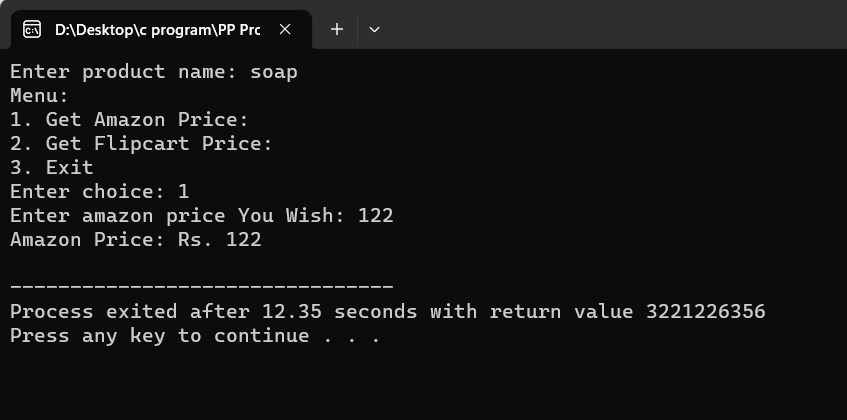 D:\Desktop\c program\PP Prc
Enter product name: soap
Menu:
1. Get Amazon Price:
2. Get Flipcart Price:
3. Exit
Enter choice: 1
Enter amazon price You Wish: 122
Amazon Price: Rs. 122
--------------------------------
Process exited after 12.35 seconds with return value 3221226356
Press any key to continue . . .